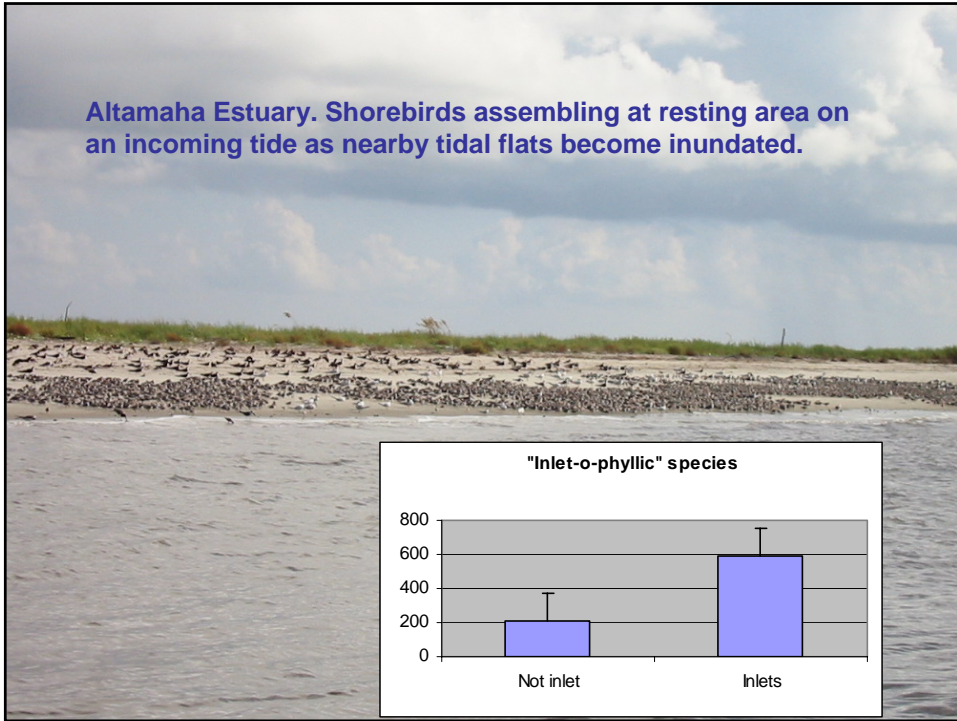 Altamaha Estuary. Shorebirds assembling at resting area on
an incoming tide as nearby tidal flats become inundated.
"Inlet-o-phyllic" species
800
600
400
200
0
Not inlet
Inlets